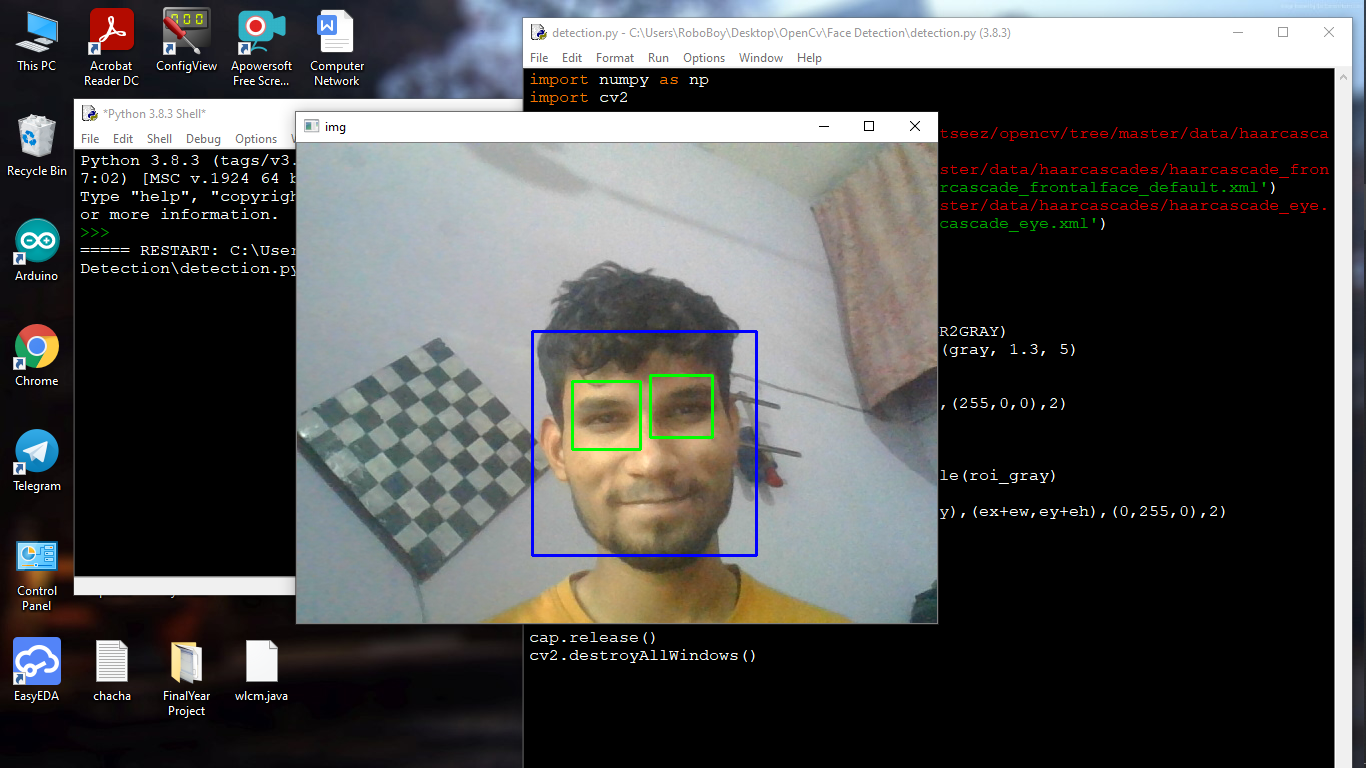 This PC
Acrobat
Reader DC
ConfigView
Apowersoft
Free Scre...
Computer
Network
Recycle Bin
Arduino
Chrome
Telegram
Control
Panel
EasyEDA
chacha
FinalYear
Project
wlcm.java
*Python 3.8.3 Shell*
File Edit Shell Debug Options
Python 3.8.3 (tags/v3.
7:02) [MSC v.1924 64 b
Type "help", "copyrigh
or more information.
>>>
===== RESTART: C:\User
Detection\detection.py
img
detection.py - C:\Users\RoboBoy\Desktop\OpenCv\Face Detection\detection.py (3.8.3)
File Edit Format Run Options Window Help
import numpy as np
import cv2
tseez/opencv/tree/master/data/haarcasca
ster/data/haarcascades/haarcascade_fron
rcascade_frontalface_default.xml')
ster/data/haarcascades/haarcascade_eye.
cascade_eye.xml')
R2GRAY)
(gray, 1.3, 5)
,(255,0,0),2)
le(roi_gray)
y),(ex+ew,ey+eh),(0,255,0),2)
cap.release()
cv2.destroyAllWindows()